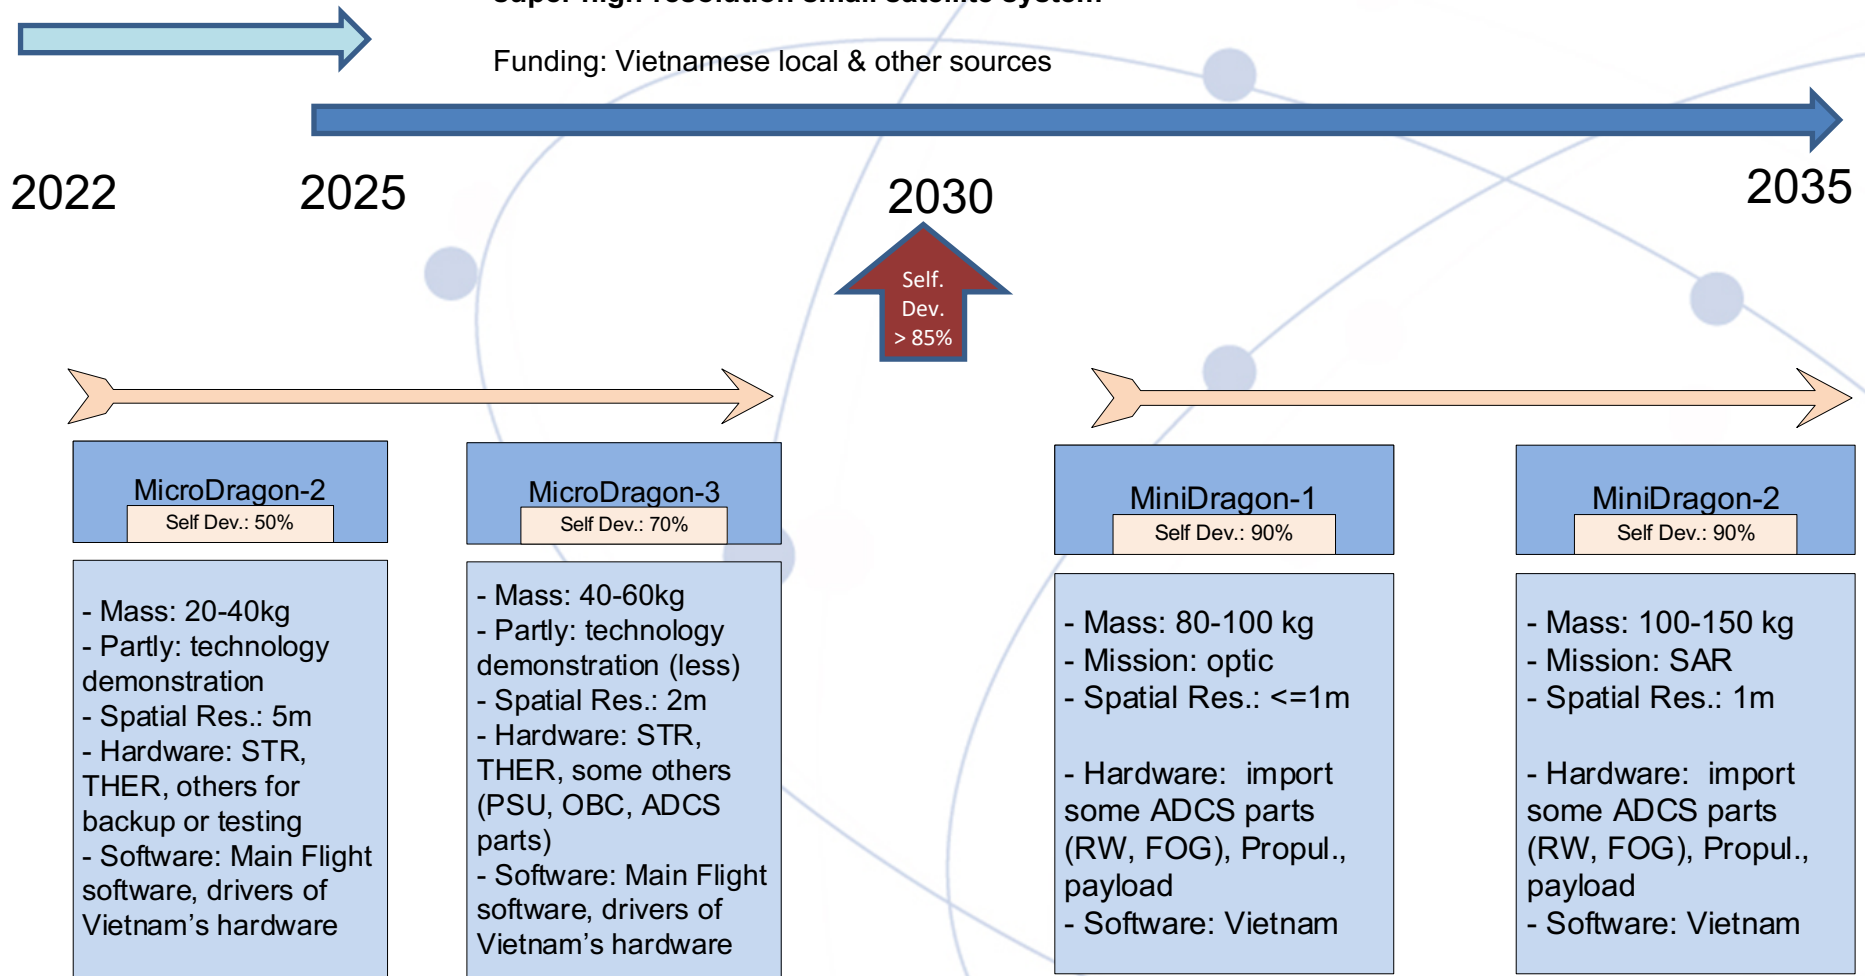 super high resolution small satellite system
Funding: Vietnamese local & other sources
2022
2025
2030
2035
Self.
Dev.
> 85%
MicroDragon-2
Self Dev.: 50%
- Mass: 20-40kg
- Partly: technology
demonstration
- Spatial Res.: 5m
- Hardware: STR,
THER, others for
backup or testing
- Software: Main Flight
software, drivers of
Vietnam’s hardware
MicroDragon-3
Self Dev.: 70%
- Mass: 40-60kg
- Partly: technology
demonstration (less)
- Spatial Res.: 2m
- Hardware: STR,
THER, some others
(PSU, OBC, ADCS
parts)
- Software: Main Flight
software, drivers of
Vietnam’s hardware
MiniDragon-1
Self Dev.: 90%
- Mass: 80-100 kg
- Mission: optic
- Spatial Res.: <=1m
- Hardware: import
some ADCS parts
(RW, FOG), Propul.,
payload
- Software: Vietnam
MiniDragon-2
Self Dev.: 90%
- Mass: 100-150 kg
- Mission: SAR
- Spatial Res.: 1m
- Hardware: import
some ADCS parts
(RW, FOG), Propul.,
payload
- Software: Vietnam